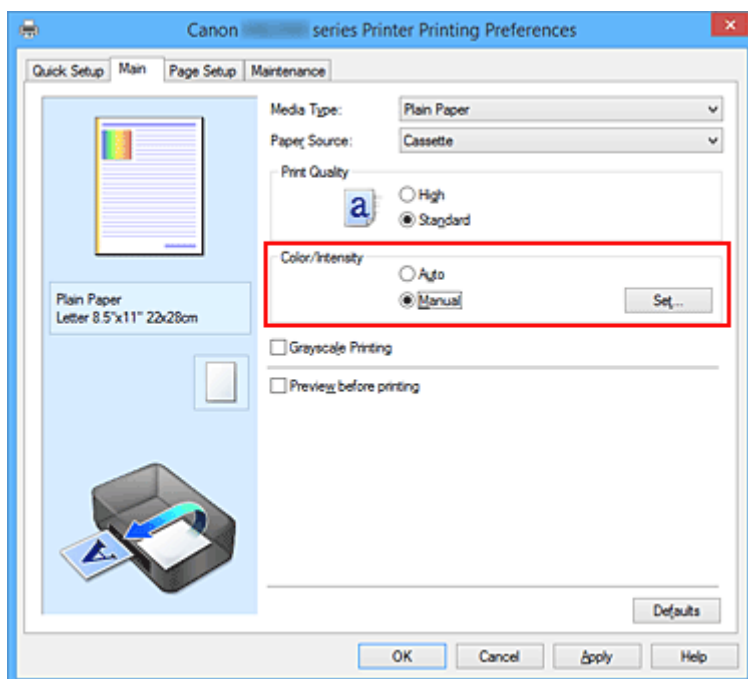 Canon series Printer Printing Preferences
Quick Setup Main Page Setup Maintenance
Media Type: Plain Paper
Paper Source: Cassette
Print Quality
a
High
Standard
Color/Intensity
Auto
Manual Set...
Plain Paper
Letter 8.5"x11" 22x28cm
Grayscale Printing
Preview before printing
A
Defaults
OK Cancel Apply Help